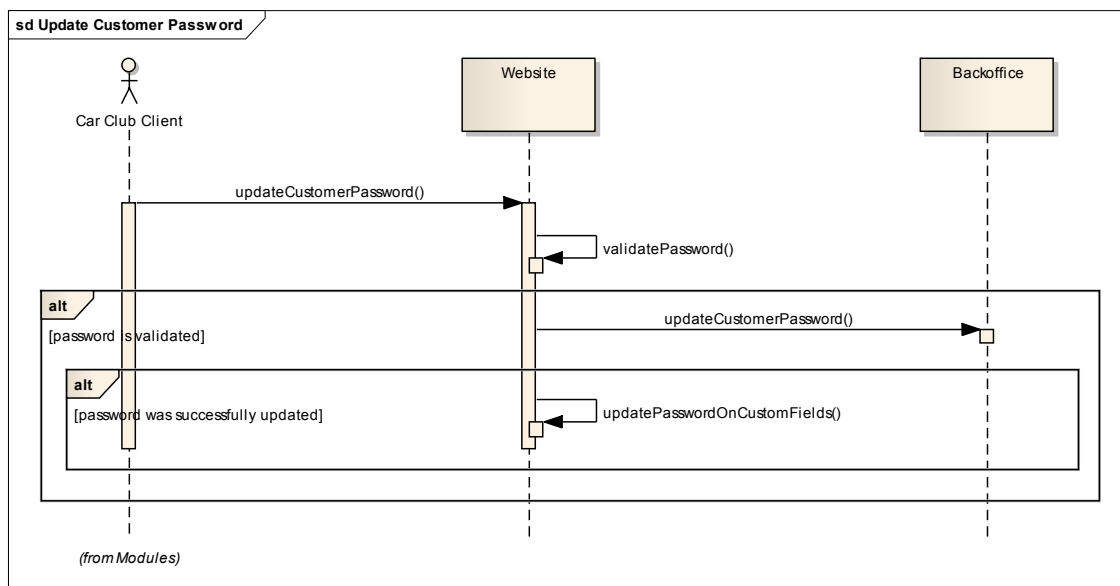 sd Update Customer Password
Car Club Client
Website
Backoffice
updateCustomerPassword()
validatePassword()
alt
[password is validated]
updateCustomerPassword()
alt
[password was successfully updated]
updatePasswordOnCustomFields()
(from Modules)